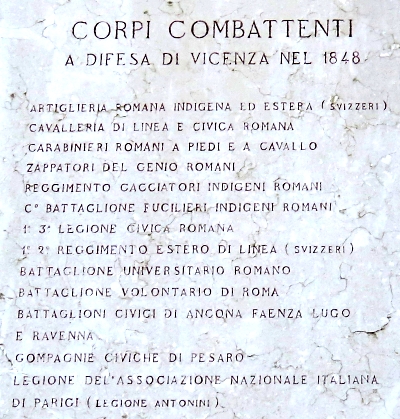 CORPI COMBATTENTI
A DIFESA DI VICENZA NEL 1848
ARTIGLIERIA ROMANA INDIGENA ED ESTERA (SVIZZERI)
CAVALLERIA DI LINEA E CIVICA ROMANA
CARABINIERI ROMANI A PIEDI E A CAVALLO
ZAPPATORI DEL GENIO ROMANI
REGGIMENTO CACCIATORI INDIGENI ROMANI
C° BATTAGLIONE FUCILIERI INDIGENI ROMANI
1ª 3ª LEGIONE CIVICA ROMANA
1° 2° REGGIMENTO ESTERO DI LINEA (SVIZZERI)
BATTAGLIONE UNIVERSITARIO ROMANO
BATTAGLIONE VOLONTARIO DI ROMA
BATTAGLIONI CIVICI DI ANCONA FAENZA LUGO
E RAVENNA
COMPAGNIE CIVICHE DI PESARO
LEGIONE DEL'ASSOCIAZIONE NAZIONALE ITALIANA
DI PARIGI (LEGIONE ANTONINI)